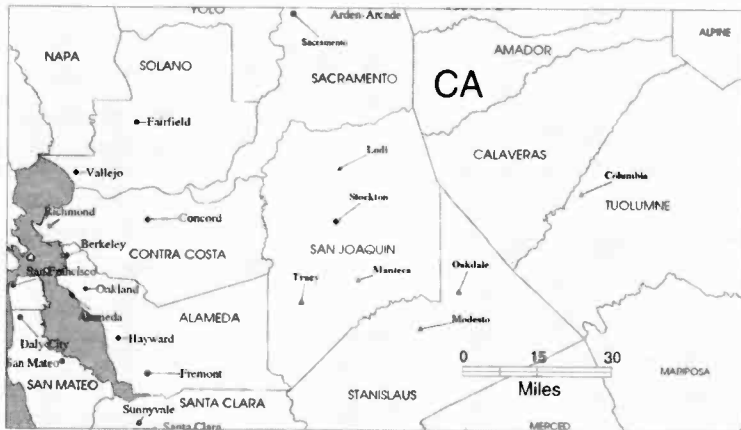 YOLO
Arden-Arcade
Sacramento
AMADOR
ALPINE
NAPA
SOLANO
SACRAMENTO
CA
Fairfield
Lodi
CALAVERAS
Vallejo
Columbia
Stockton
TUOLUMNE
Richmond
Concord
Berkeley
CONTRA COSTA
SAN JOAQUIN
San Francisco
Tracy
Manteca
Oakdale
Oakland
Alameda
ALAMEDA
Modesto
Daly City
Hayward
San Mateo
0 15 30
MARIPOSA
Fremont
SAN MATEO
SANTA CLARA
STANISLAUS
Miles
Sunnyvale
Santa Clara
MERCED